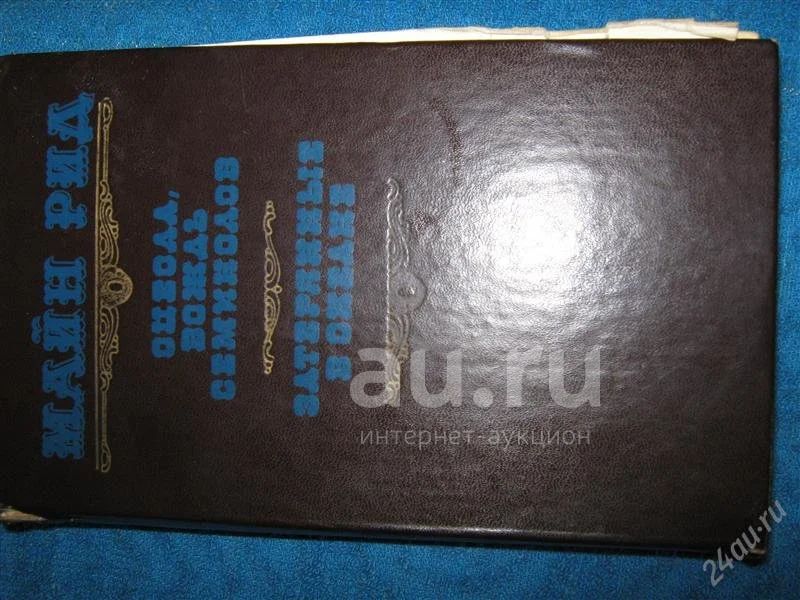 МАЙН РИД
ОЦЕОЛА,
ВОЖДЬ
СЕМИНОЛОВ
ЗАТЕРЯННЫЕ
В ОКЕАНЕ
au.ru
интернет-аукцион
24au.ru